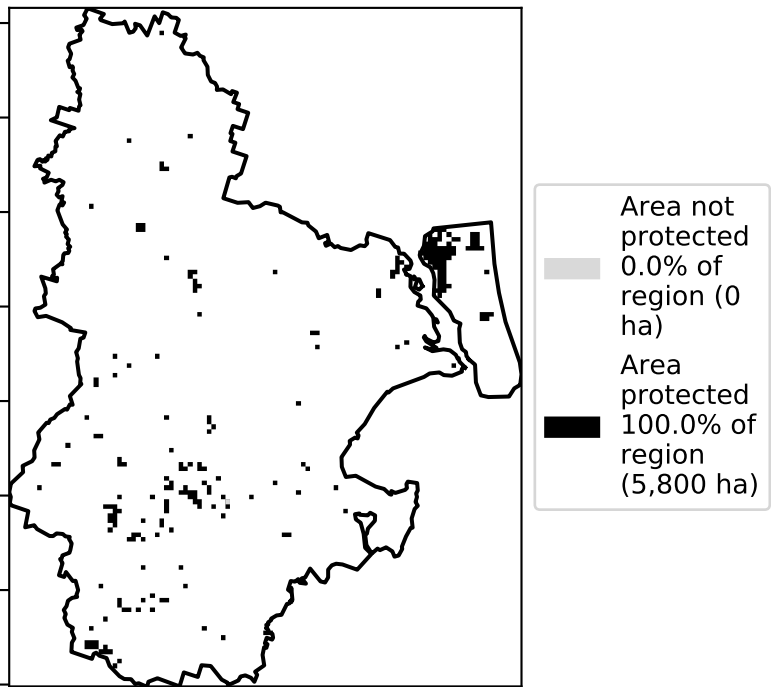 Area not
protected
0.0% of
region (0
ha)
Area
protected
100.0% of
region
(5,800 ha)